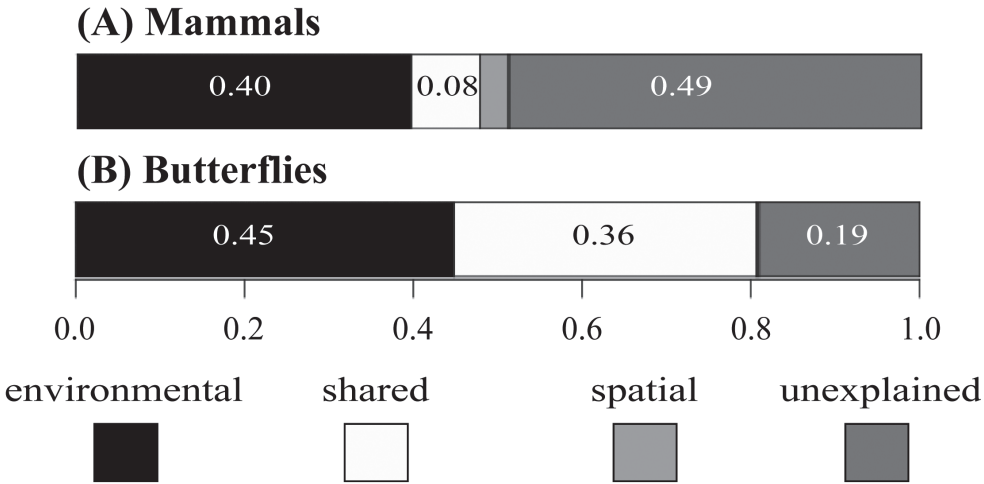 (A) Mammals
0.40 0.08 0.49
(B) Butterflies
0.45 0.36 0.19
0.0 0.2 0.4 0.6 0.8 1.0
environmental shared spatial unexplained